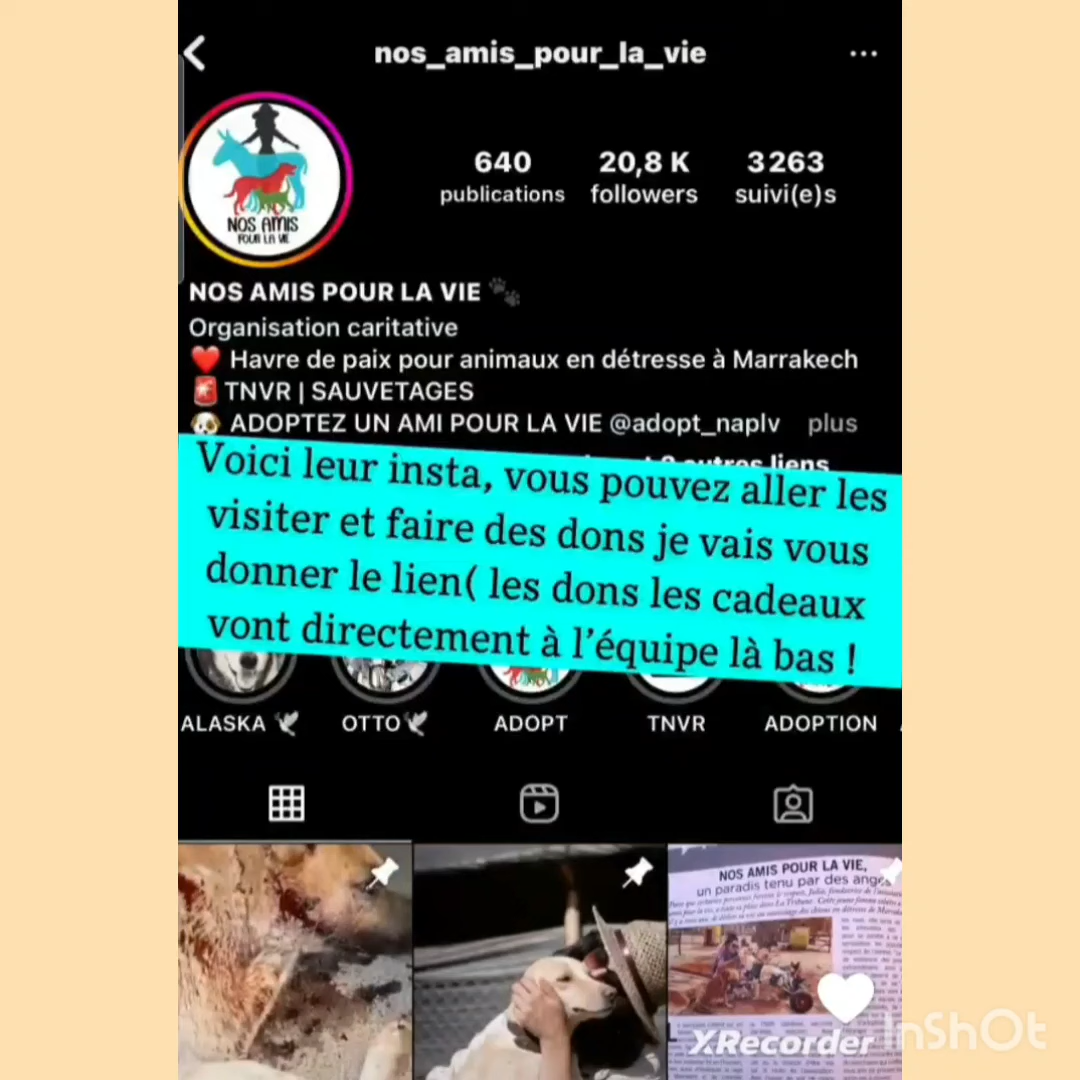 nos_amis_pour_la_vie
640
20,8 K
3263
publications
followers
suivi(e)s
NOS AMIS
POUR LA VIE
NOS AMIS POUR LA VIE
Organisation caritative
Havre de paix pour animaux en détresse à Marrakech
TNVR | SAUVETAGES
ADOPTEZ UN AMI POUR LA VIE @adopt_naplv plus
autres liens
Voici leur insta, vous pouvez aller les
visiter et faire des dons je vais vous
donner le lien( les dons les cadeaux
vont directement à l’équipe là bas !
ALASKA
OTTO
ADOPT
TNVR
ADOPTION
NOS AMIS POUR LA VIE,
un paradis tenu par des anges
XRecorder
InShOt